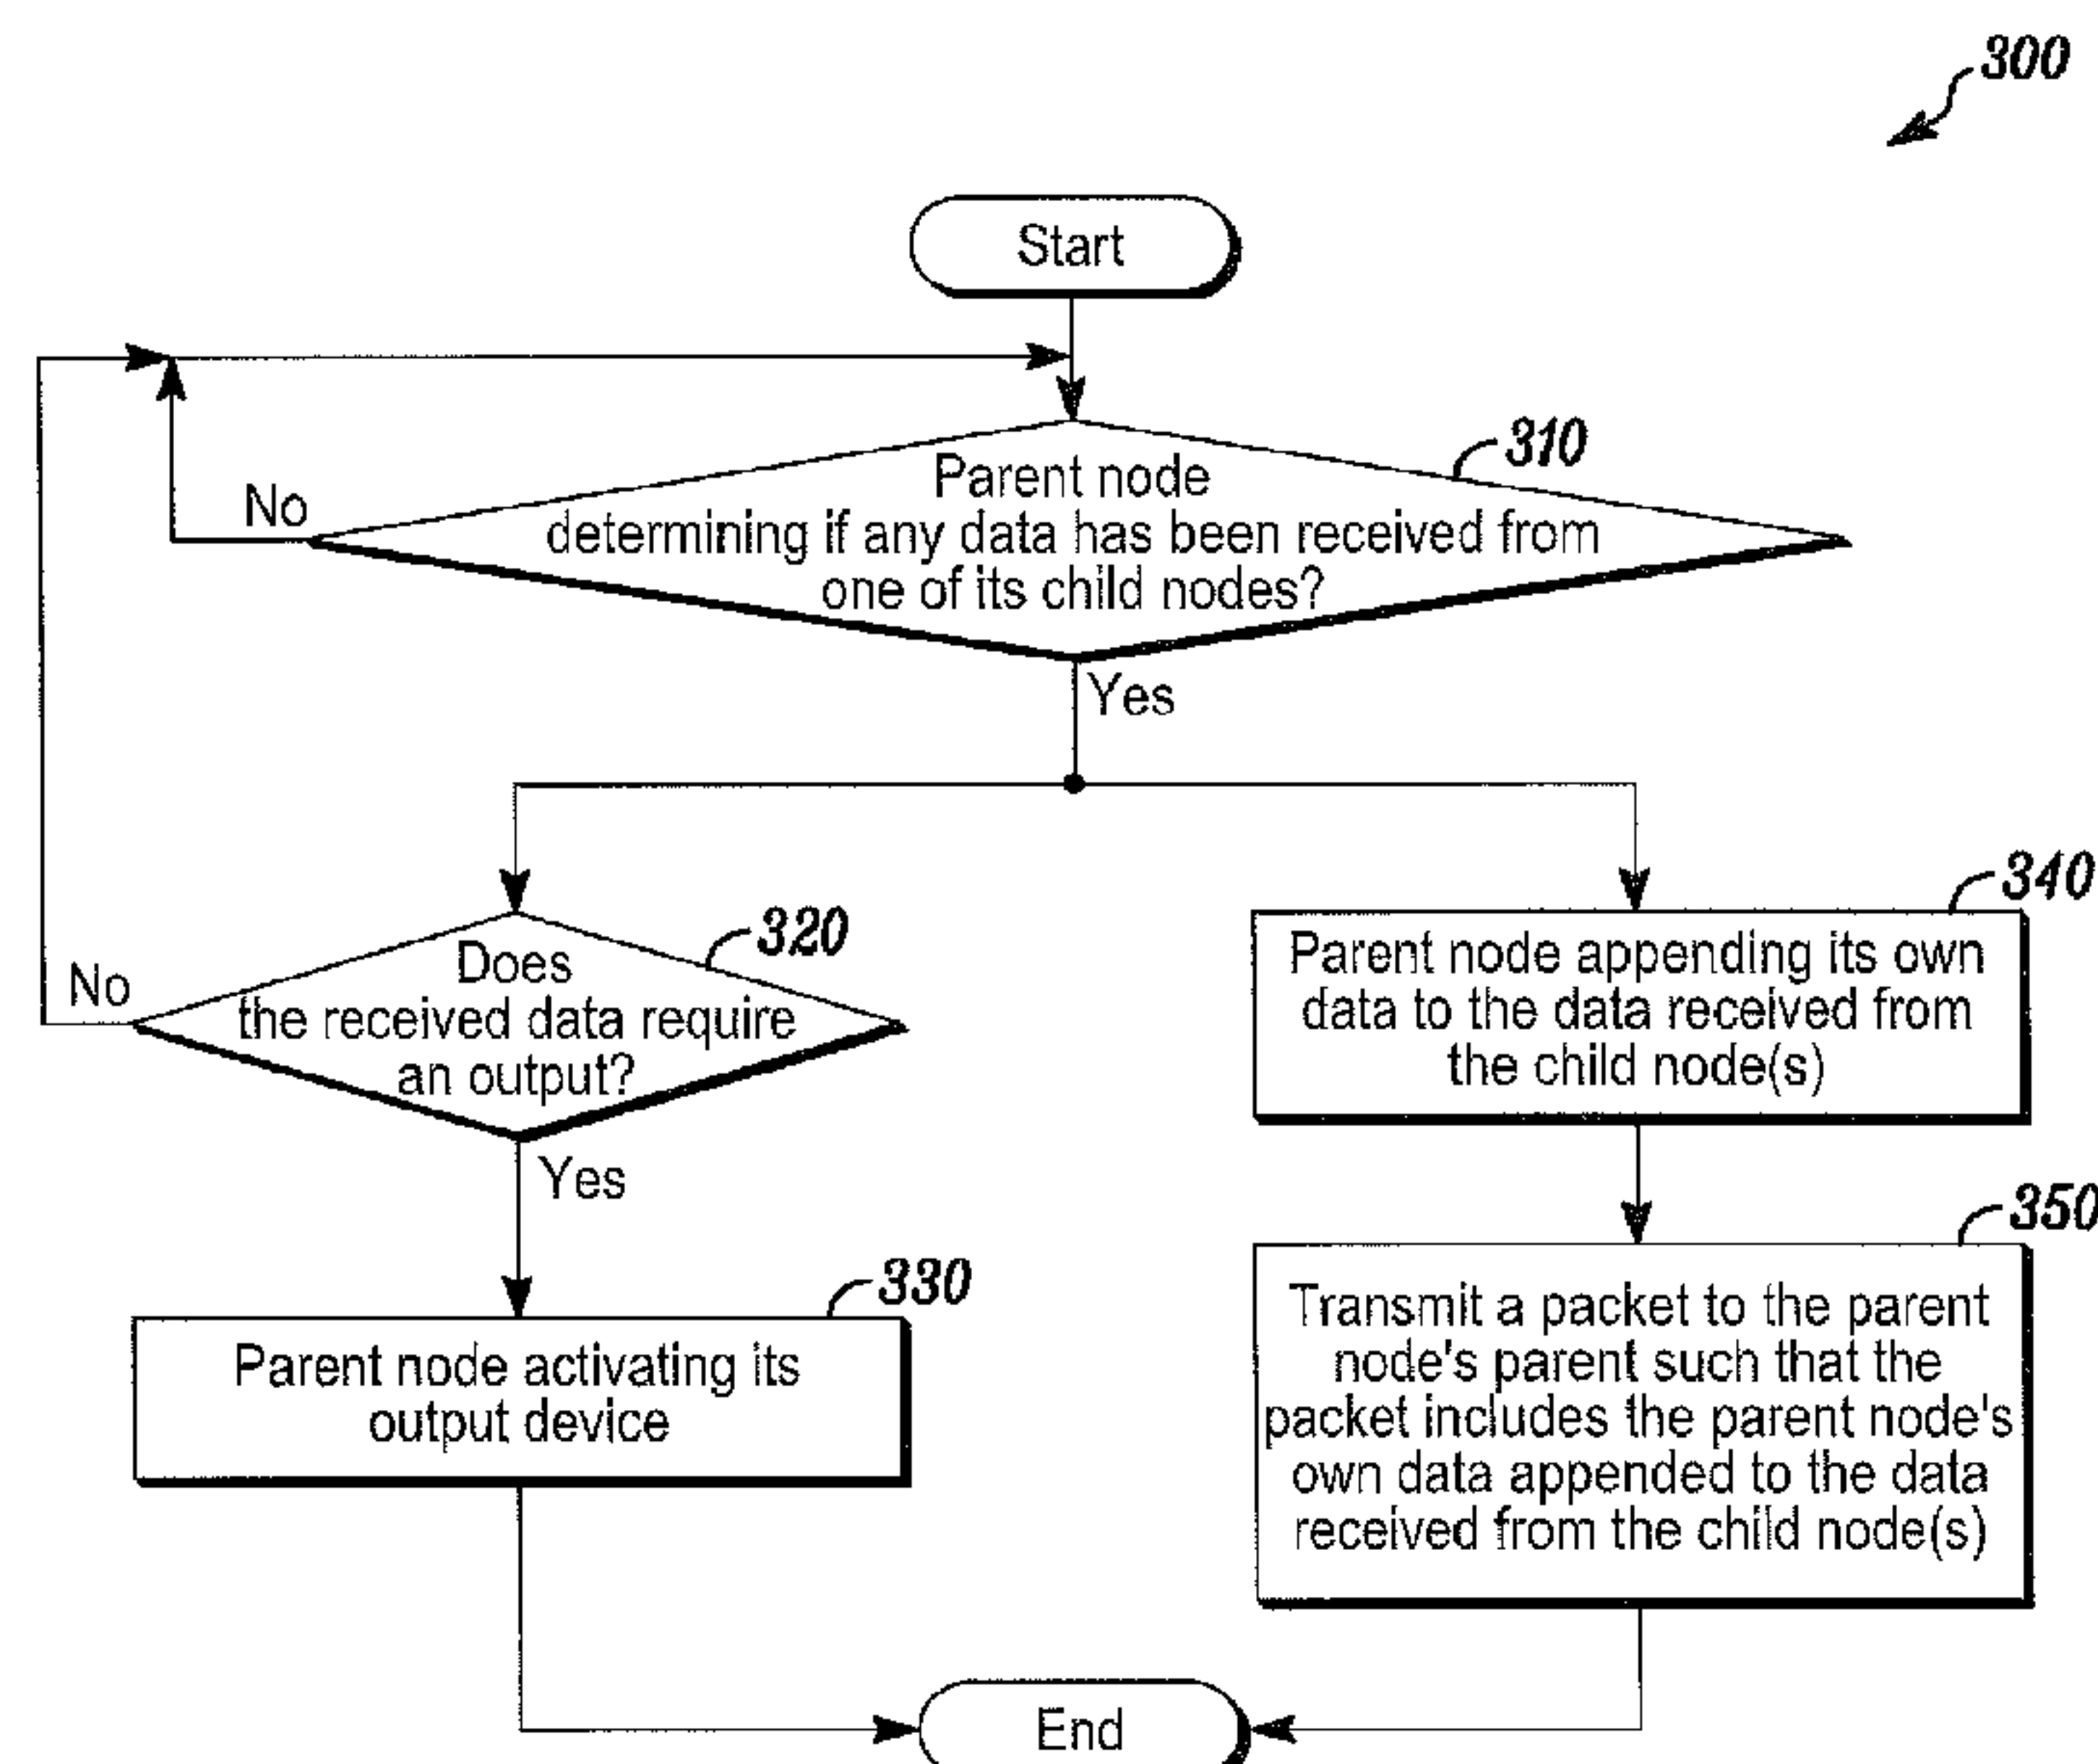 300
Start
310
Parent node
determining if any data has been received from
one of its child nodes?
No
Yes
320
Does
the received data require
an output?
No
Yes
340
Parent node appending its own
data to the data received from
the child node(s)
330
Parent node activating its
output device
350
Transmit a packet to the parent
node's parent such that the
packet includes the parent node's
own data appended to the data
received from the child node(s)
End